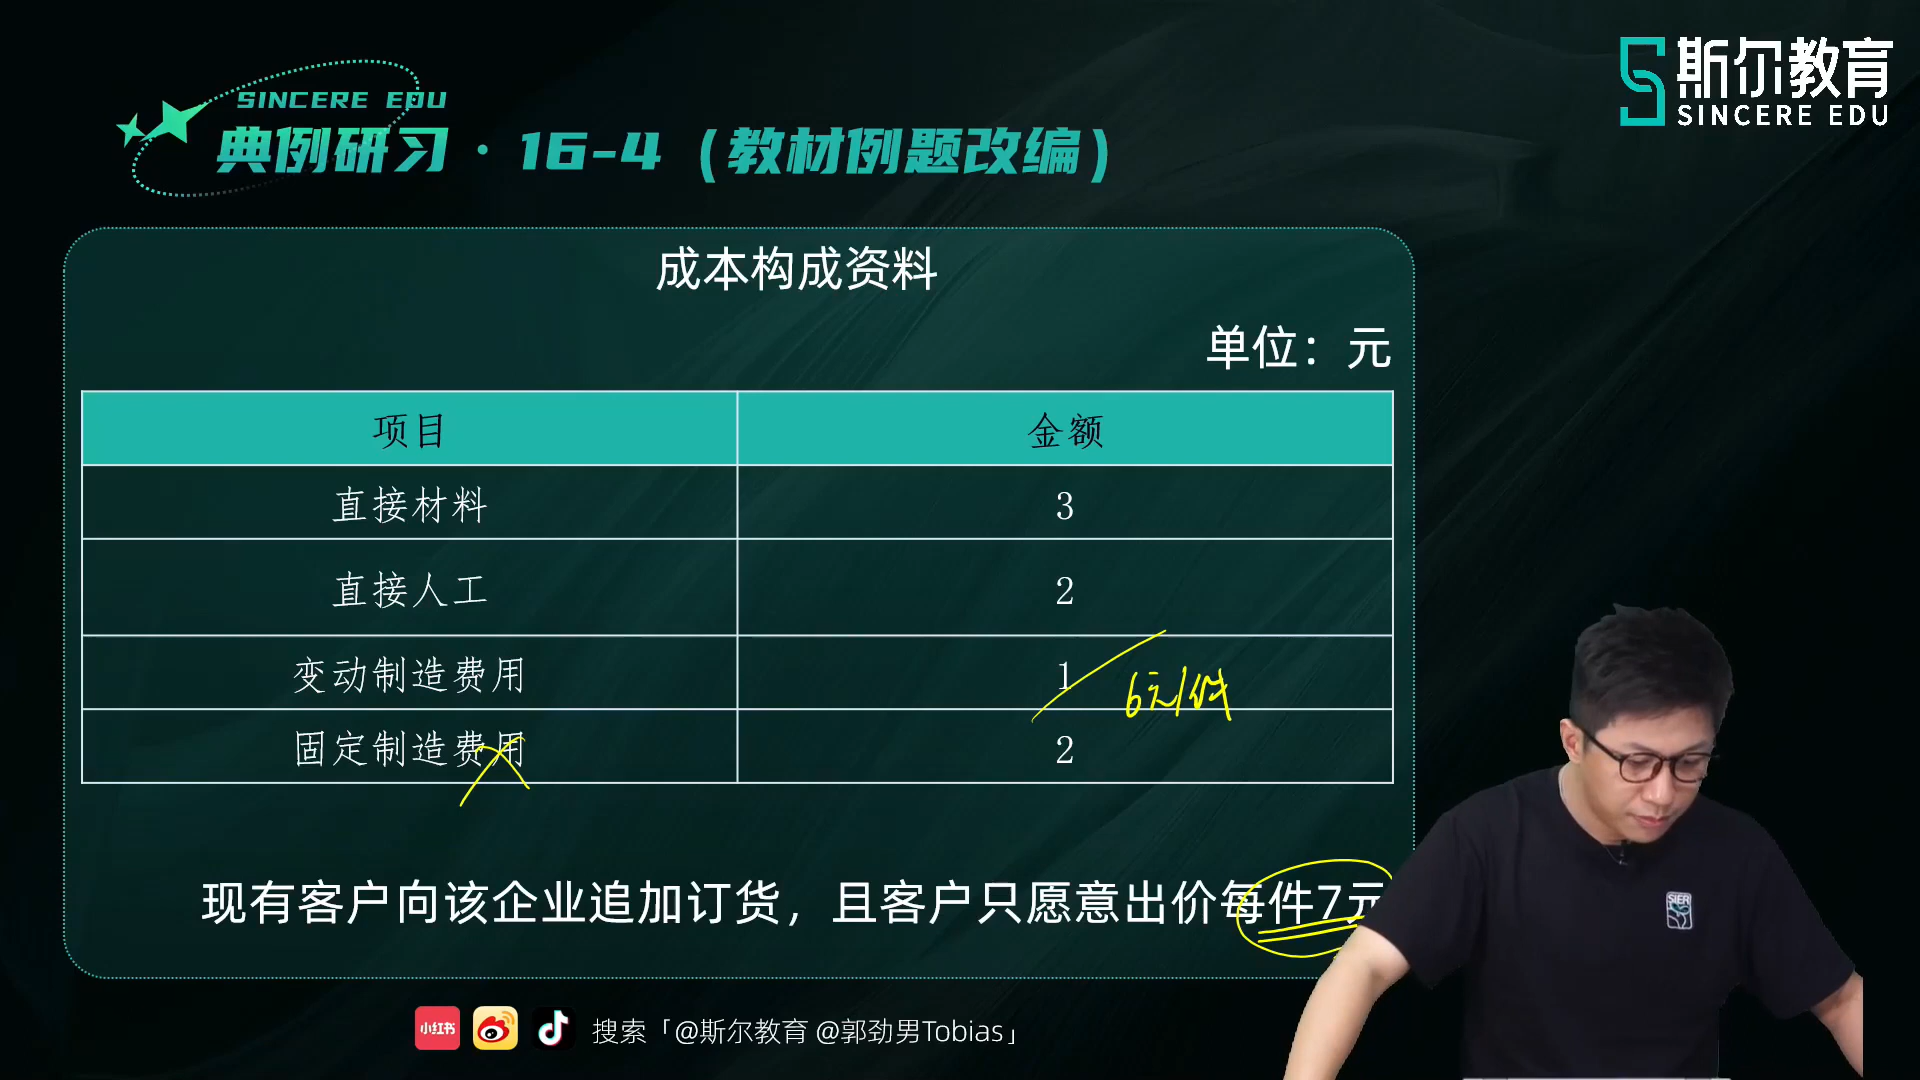 SINCERE EDU
典例研习·16-4（教材例题改编）
斯尔教育
SINCERE EDU
成本构成资料
单位：元
项目 金额
直接材料 3
直接人工 2
变动制造费用 1
6元/件
固定制造费用 2
现有客户向该企业追加订货，且客户只愿意出价每件7元
SIER
小红书
搜索「@斯尔教育 @郭劲男Tobias」